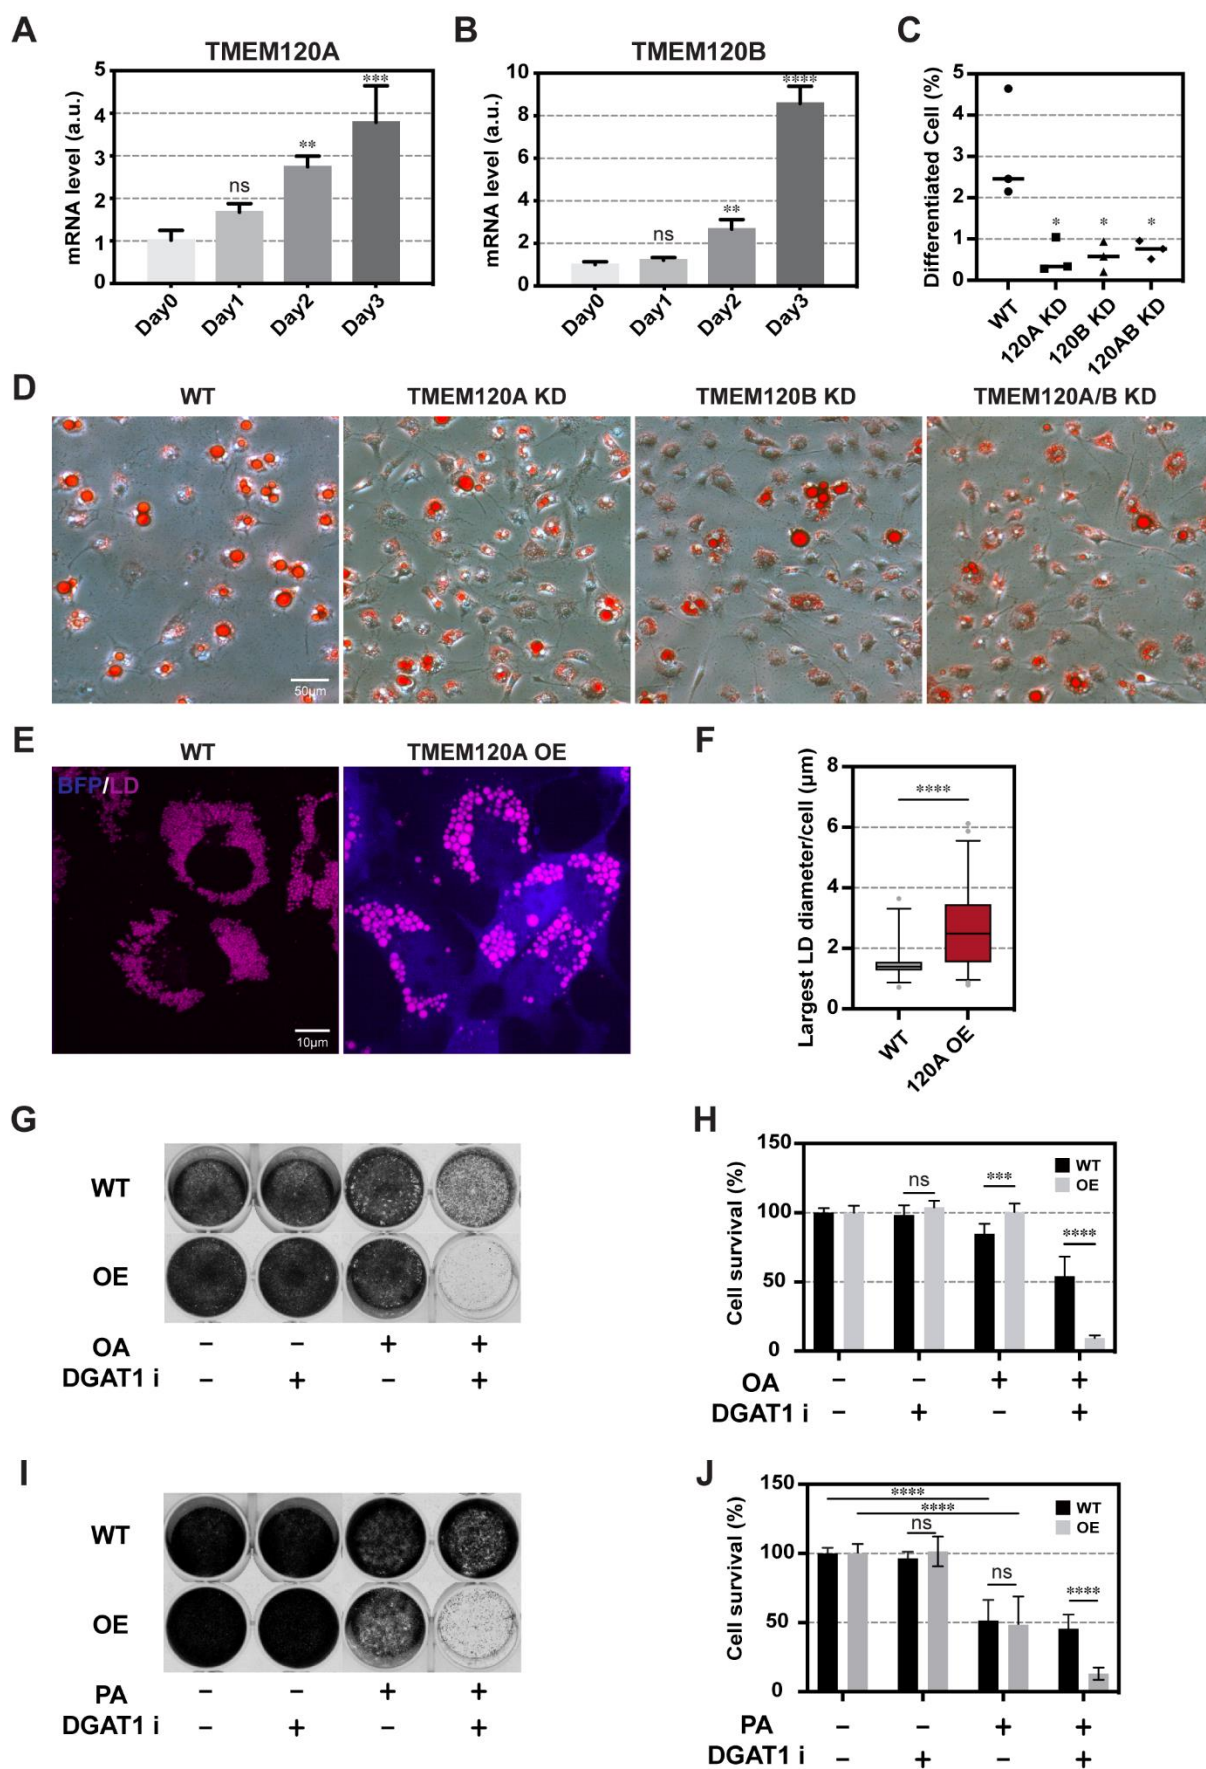 A
TMEM120A
mRNA level (a.u.)
5
4
3
2
1
0
ns
**
***
Day0
Day1
Day2
Day3
B
TMEM120B
mRNA level (a.u.)
10
8
6
4
2
0
ns
**
****
Day0
Day1
Day2
Day3
C
Differentiated Cell (%)
5
4
3
2
1
0
*
*
*
WT
120A KD
120B KD
120AB KD
D
WT
TMEM120A KD
TMEM120B KD
TMEM120A/B KD
50μm
E
WT
TMEM120A OE
BFP/LD
10μm
F
Largest LD diameter/cell (μm)
8
6
4
2
0
****
WT
120A OE
G
WT
OE
OA − − + +
DGAT1 i − + − +
H
Cell survival (%)
150
100
50
0
WT
OE
ns
***
****
OA − − + +
DGAT1 i − + − +
I
WT
OE
PA − − + +
DGAT1 i − + − +
J
Cell survival (%)
150
100
50
0
WT
OE
****
****
ns
ns
****
PA − − + +
DGAT1 i − + − +